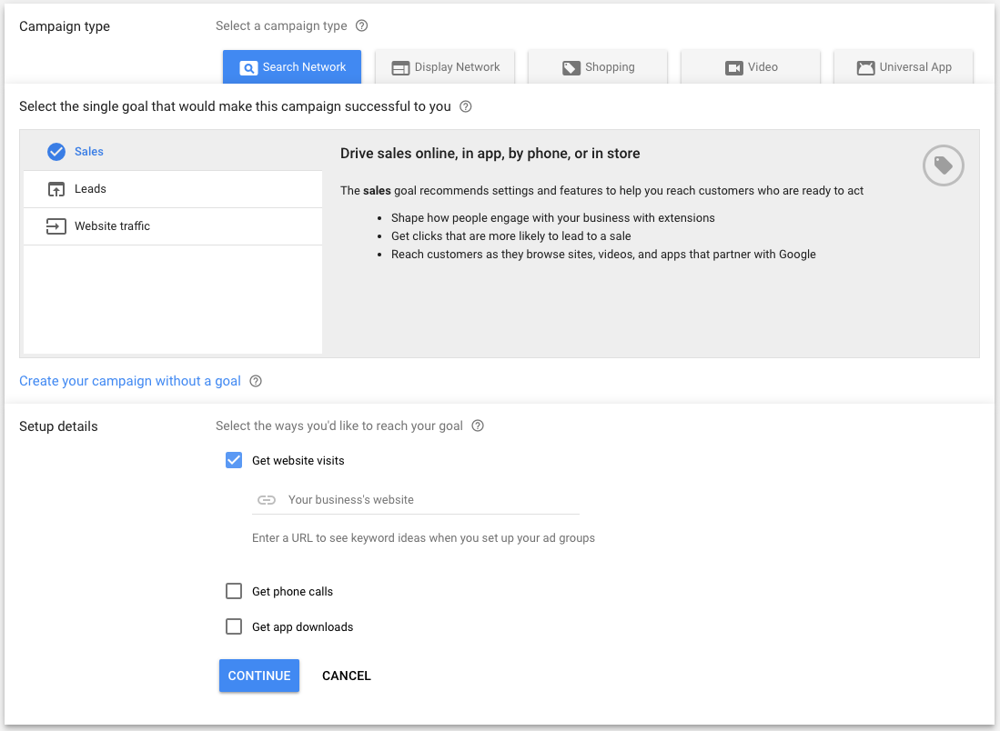 Campaign type
Select a campaign type ?
Search Network
Display Network
Shopping
Video
Universal App
Select the single goal that would make this campaign successful to you ?
Sales
Leads
Website traffic
Drive sales online, in app, by phone, or in store
The sales goal recommends settings and features to help you reach customers who are ready to act
• Shape how people engage with your business with extensions
• Get clicks that are more likely to lead to a sale
• Reach customers as they browse sites, videos, and apps that partner with Google
Create your campaign without a goal ?
Setup details
Select the ways you'd like to reach your goal ?
Get website visits
Your business's website
Enter a URL to see keyword ideas when you set up your ad groups
Get phone calls
Get app downloads
CONTINUE
CANCEL